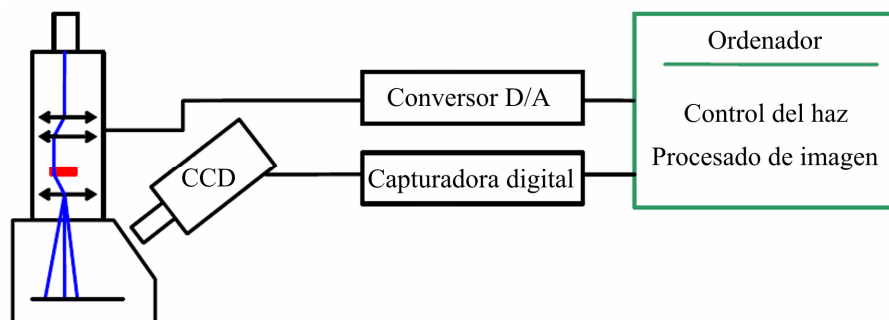 Ordenador
Conversor D/A
Control del haz
Procesado de imagen
CCD
Capturadora digital